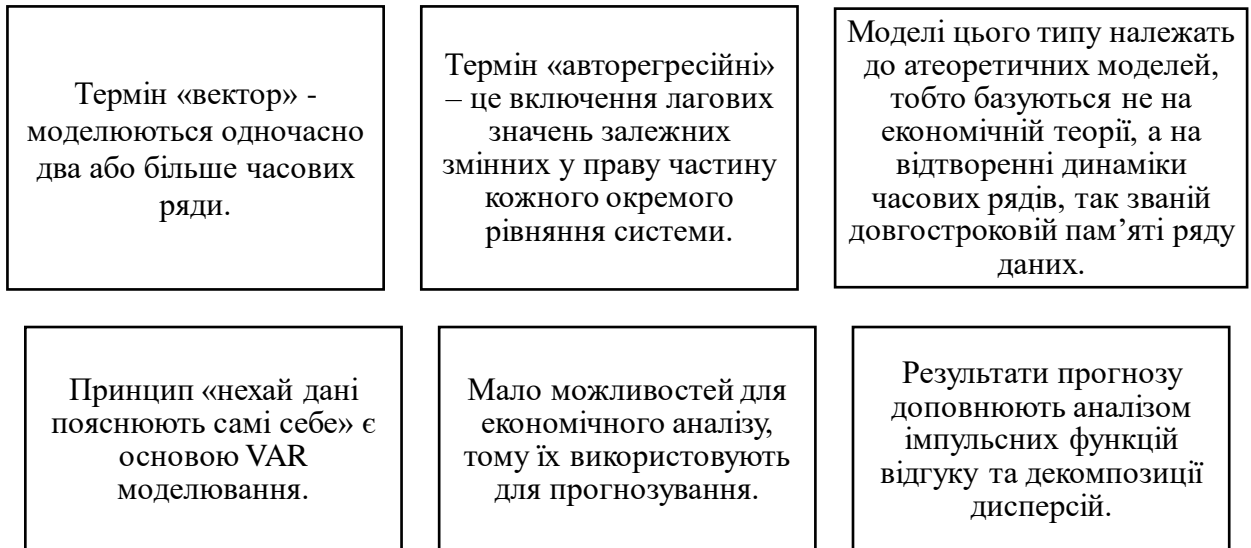 Термін «вектор» -
моделюються одночасно
два або більше часових
ряди.
Термін «авторегресійні»
– це включення лагових
значень залежних
змінних у праву частину
кожного окремого
рівняння системи.
Моделі цього типу належать
до атеоретичних моделей,
тобто базуються не на
економічній теорії, а на
відтворенні динаміки
часових рядів, так званій
довгостроковій пам’яті ряду
даних.
Принцип «нехай дані
пояснюють самі себе» є
основою VAR
моделювання.
Мало можливостей для
економічного аналізу,
тому їх використовують
для прогнозування.
Результати прогнозу
доповнюють аналізом
імпульсних функцій
відгуку та декомпозиції
дисперсій.